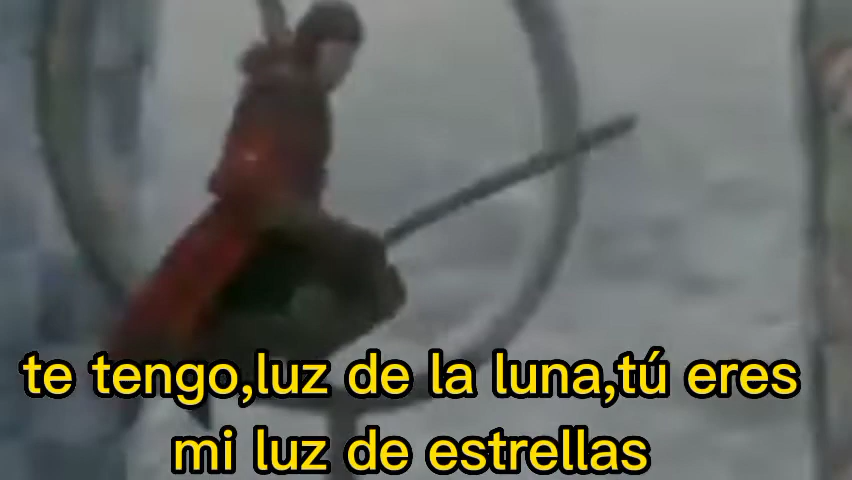 te tengo,luz de la luna,tú eres
mi luz de estrellas